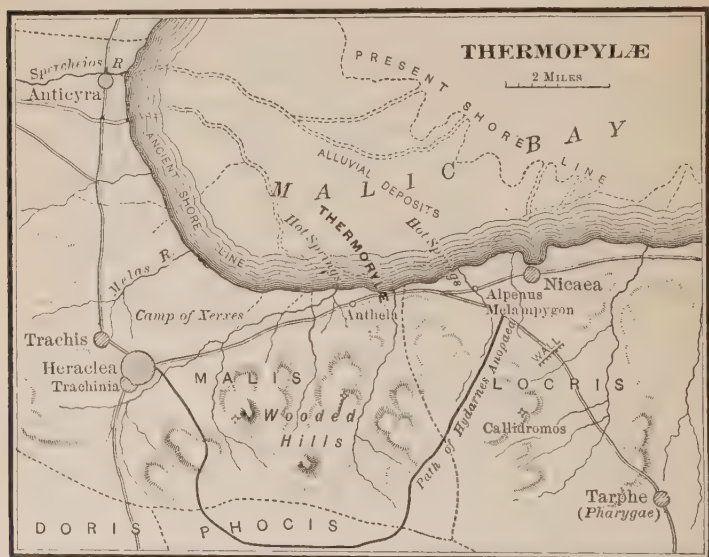 THERMOPYLÆ
2 MILES
Spercheios R
Anticyra
PRESENT SHORE LINE
MALIC BAY
ALLUVIAL DEPOSITS
ANCIENT SHORE LINE
Hot Springs
THERMOPYLÆ
Hot Springs
Nicaea
Melas R.
Camp of Xerxes
Anthela
Alpenus
Melampygon
Trachis
Heraclea
Trachinia
MALIS
Wooded
Hills
WALL
LOCRIS
Callidromos
Path of Hydarnes Anopaea
Tarphe
(Pharygae)
DORIS
PHOCIS